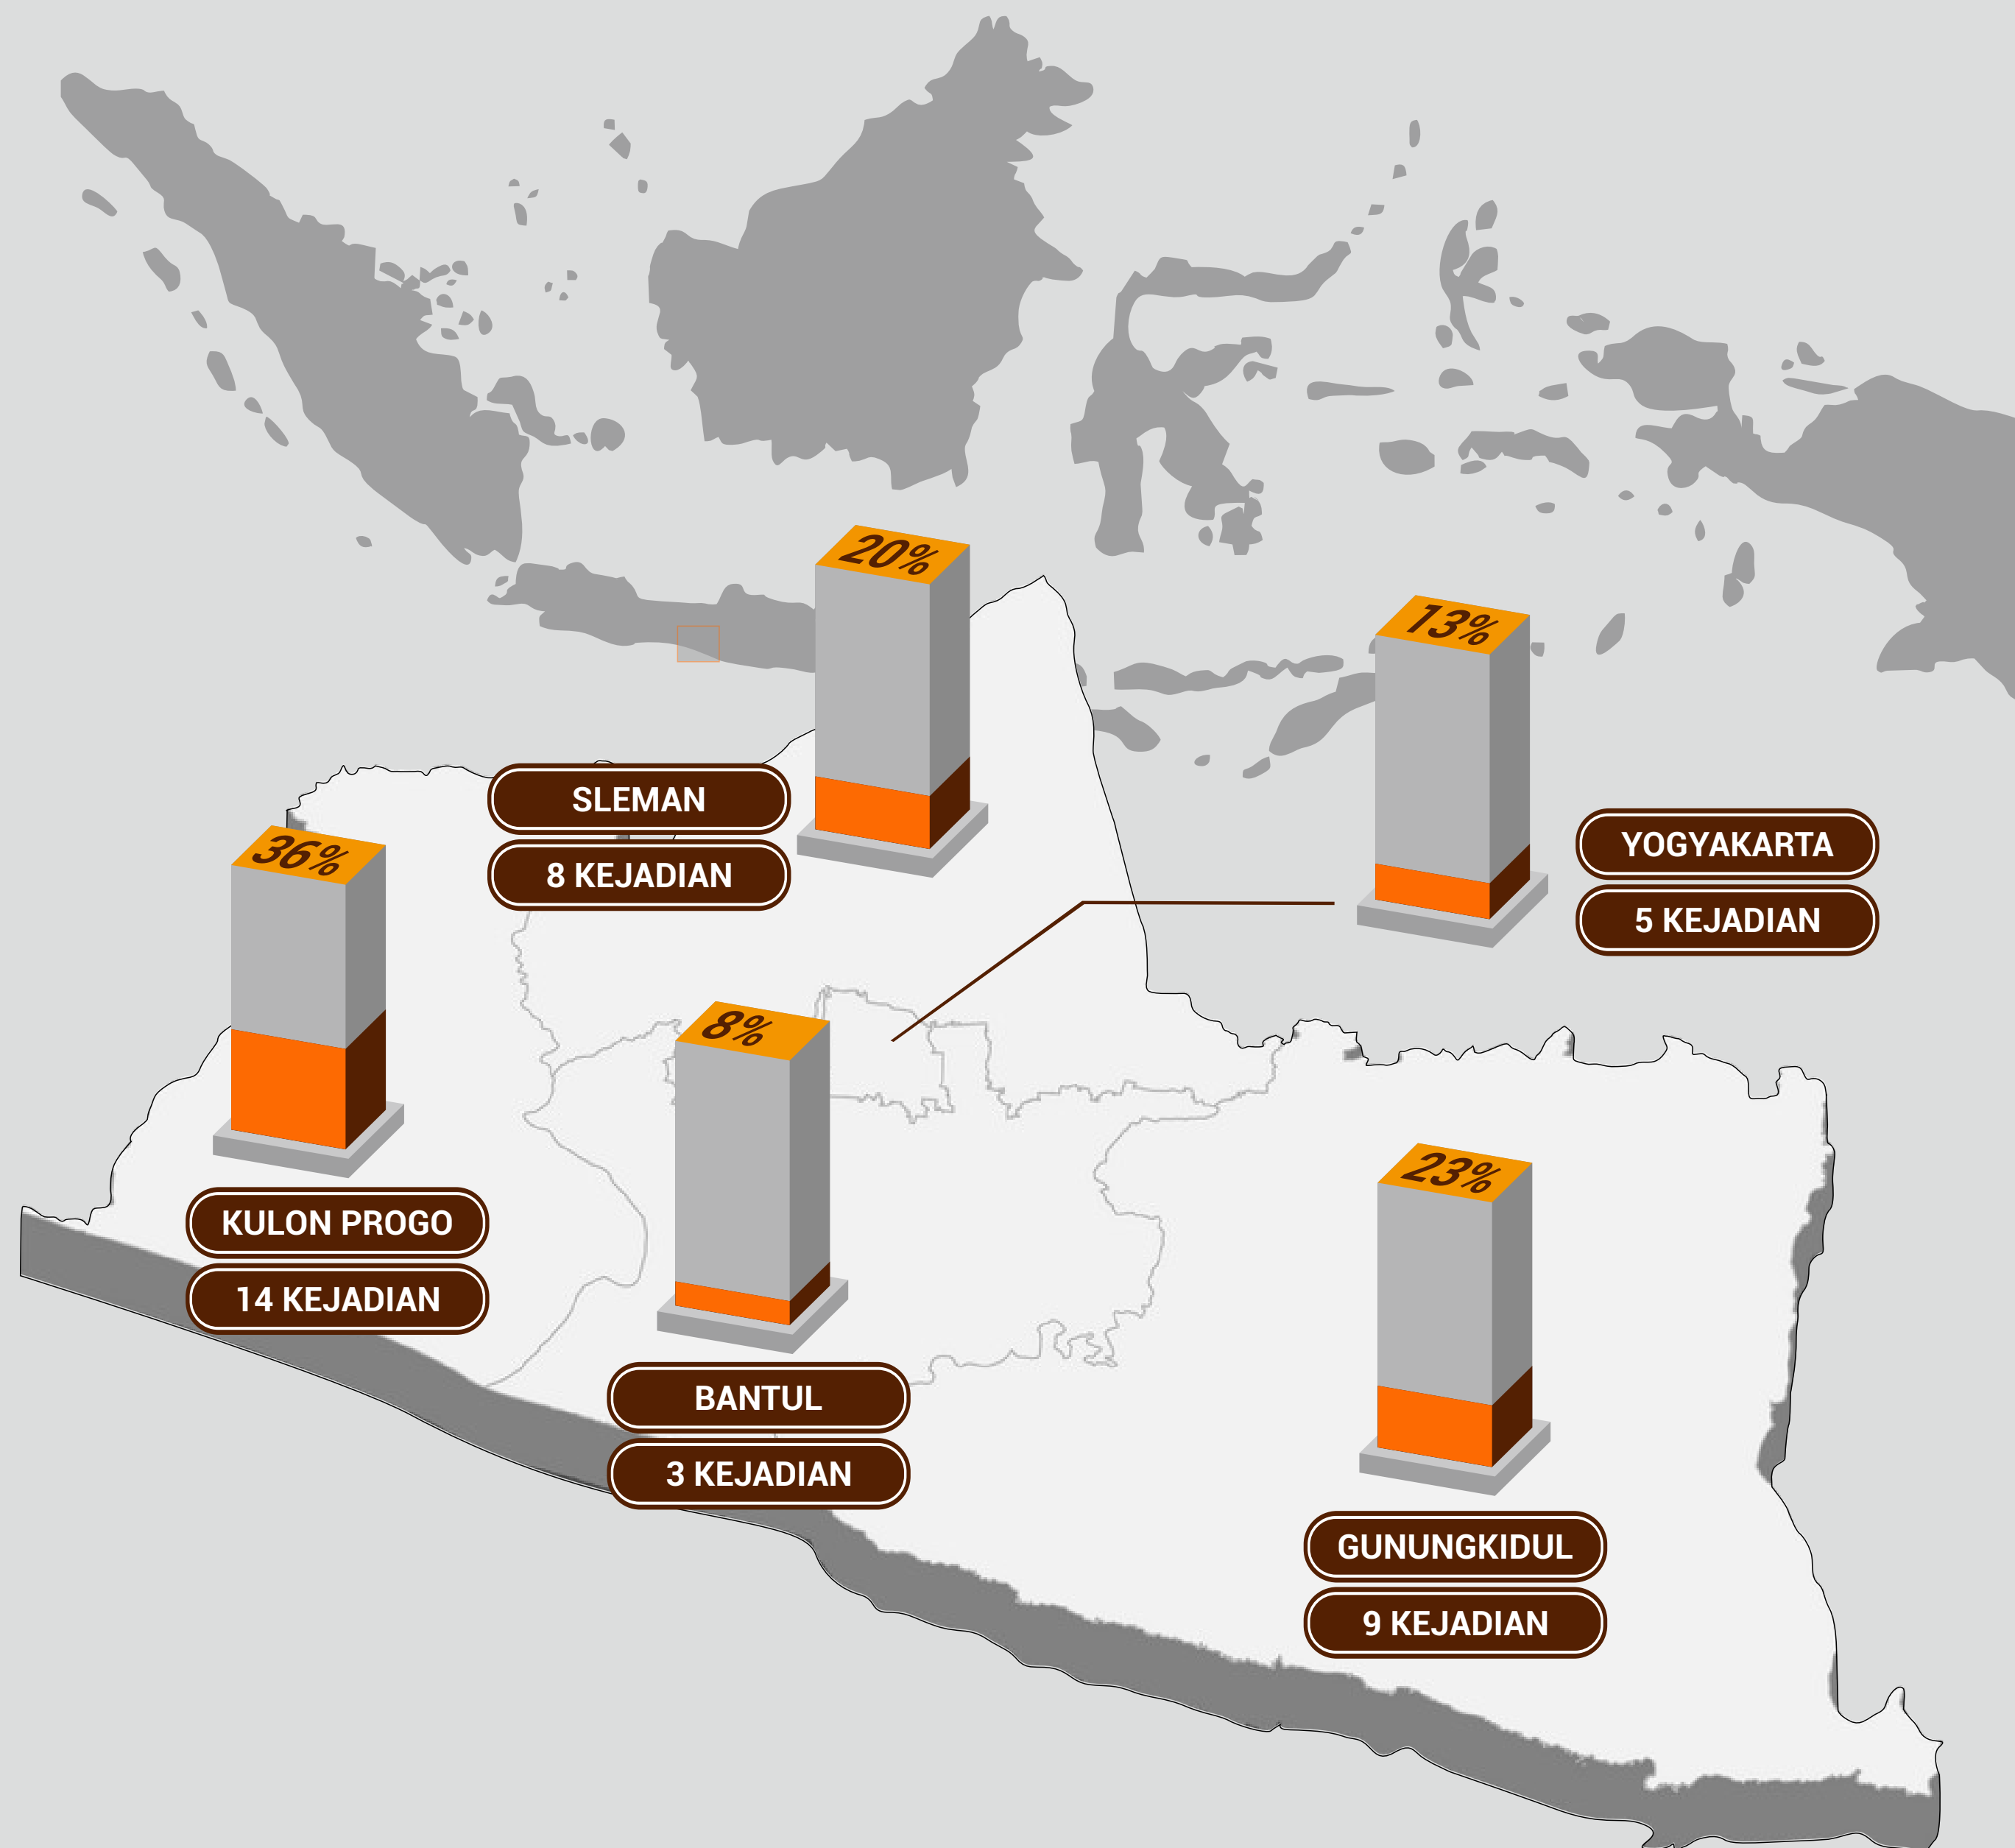 20%
SLEMAN
8 KEJADIAN
13%
YOGYAKARTA
5 KEJADIAN
36%
KULON PROGO
14 KEJADIAN
8%
BANTUL
3 KEJADIAN
23%
GUNUNGKIDUL
9 KEJADIAN